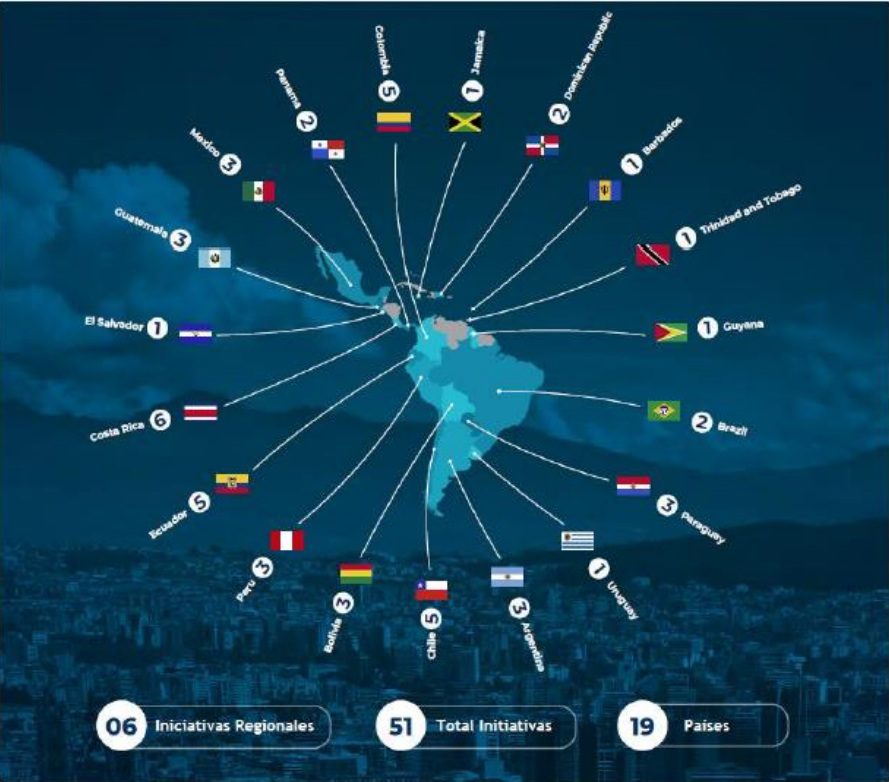 Colombia 5
Jamaica 1
Dominican Republic 2
Barbados 1
Trinidad and Tobago 1
Guyana 1
Brazil 2
Paraguay 3
Uruguay 1
Argentina 3
Chile 5
Bolivia 3
Peru 3
Ecuador 5
Costa Rica 6
El Salvador 1
Guatemala 3
Mexico 3
Panama 2
06 Iniciativas Regionales
51 Total Initiativas
19 Países